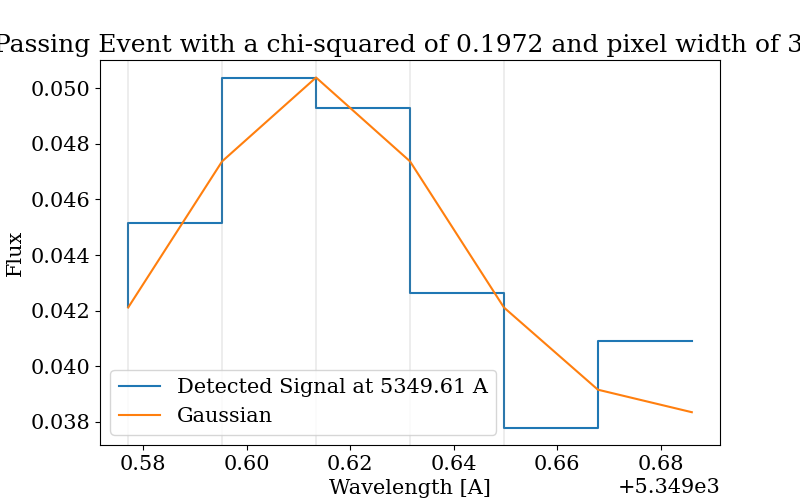 Passing Event with a chi-squared of 0.1972 and pixel width of 3
0.050
0.048
0.046
0.044
0.042
0.040
0.038
Flux
Detected Signal at 5349.61 A
Gaussian
0.58 0.60 0.62 0.64 0.66 0.68
Wavelength [A]
+5.349e3